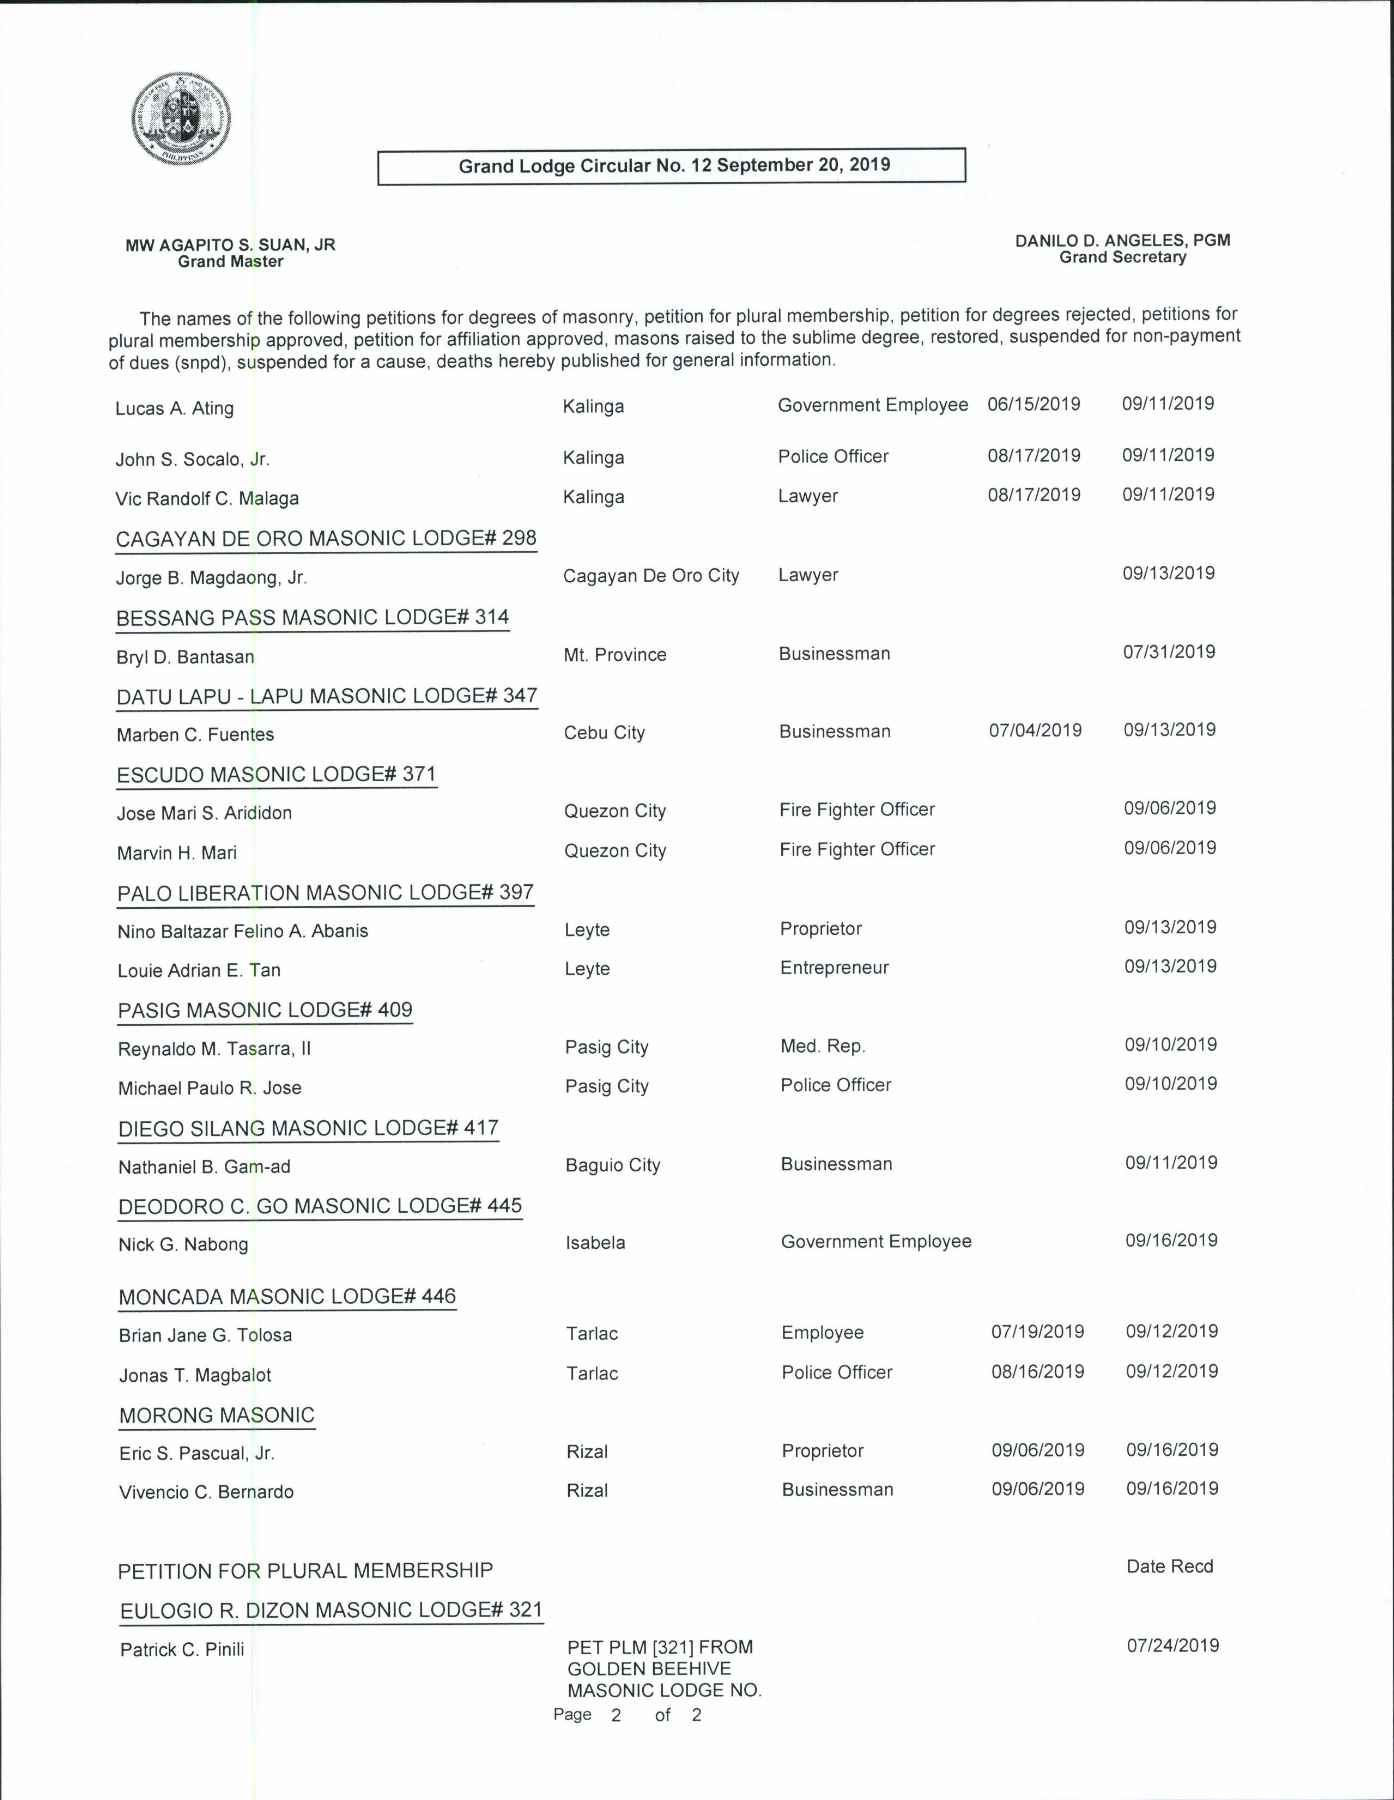 PHILIPPINES
Grand Lodge Circular No. 12 September 20, 2019
MW AGAPITO S. SUAN, JR
Grand Master
DANILO D. ANGELES, PGM
Grand Secretary
The names of the following petitions for degrees of masonry, petition for plural membership, petition for degrees rejected, petitions for
plural membership approved, petition for affiliation approved, masons raised to the sublime degree, restored, suspended for non-payment
of dues (snpd), suspended for a cause, deaths hereby published for general information.
Lucas A. Ating Kalinga Government Employee 06/15/2019 09/11/2019
John S. Socalo, Jr. Kalinga Police Officer 08/17/2019 09/11/2019
Vic Randolf C. Malaga Kalinga Lawyer 08/17/2019 09/11/2019
CAGAYAN DE ORO MASONIC LODGE# 298
Jorge B. Magdaong, Jr. Cagayan De Oro City Lawyer 09/13/2019
BESSANG PASS MASONIC LODGE# 314
Bryl D. Bantasan Mt. Province Businessman 07/31/2019
DATU LAPU - LAPU MASONIC LODGE# 347
Marben C. Fuentes Cebu City Businessman 07/04/2019 09/13/2019
ESCUDO MASONIC LODGE# 371
Jose Mari S. Arididon Quezon City Fire Fighter Officer 09/06/2019
Marvin H. Mari Quezon City Fire Fighter Officer 09/06/2019
PALO LIBERATION MASONIC LODGE# 397
Nino Baltazar Felino A. Abanis Leyte Proprietor 09/13/2019
Louie Adrian E. Tan Leyte Entrepreneur 09/13/2019
PASIG MASONIC LODGE# 409
Reynaldo M. Tasarra, II Pasig City Med. Rep. 09/10/2019
Michael Paulo R. Jose Pasig City Police Officer 09/10/2019
DIEGO SILANG MASONIC LODGE# 417
Nathaniel B. Gam-ad Baguio City Businessman 09/11/2019
DEODORO C. GO MASONIC LODGE# 445
Nick G. Nabong Isabela Government Employee 09/16/2019
MONCADA MASONIC LODGE# 446
Brian Jane G. Tolosa Tarlac Employee 07/19/2019 09/12/2019
Jonas T. Magbalot Tarlac Police Officer 08/16/2019 09/12/2019
MORONG MASONIC
Eric S. Pascual, Jr. Rizal Proprietor 09/06/2019 09/16/2019
Vivencio C. Bernardo Rizal Businessman 09/06/2019 09/16/2019
PETITION FOR PLURAL MEMBERSHIP Date Recd
EULOGIO R. DIZON MASONIC LODGE# 321
Patrick C. Pinili PET PLM [321] FROM 07/24/2019
GOLDEN BEEHIVE
MASONIC LODGE NO.
Page 2 of 2